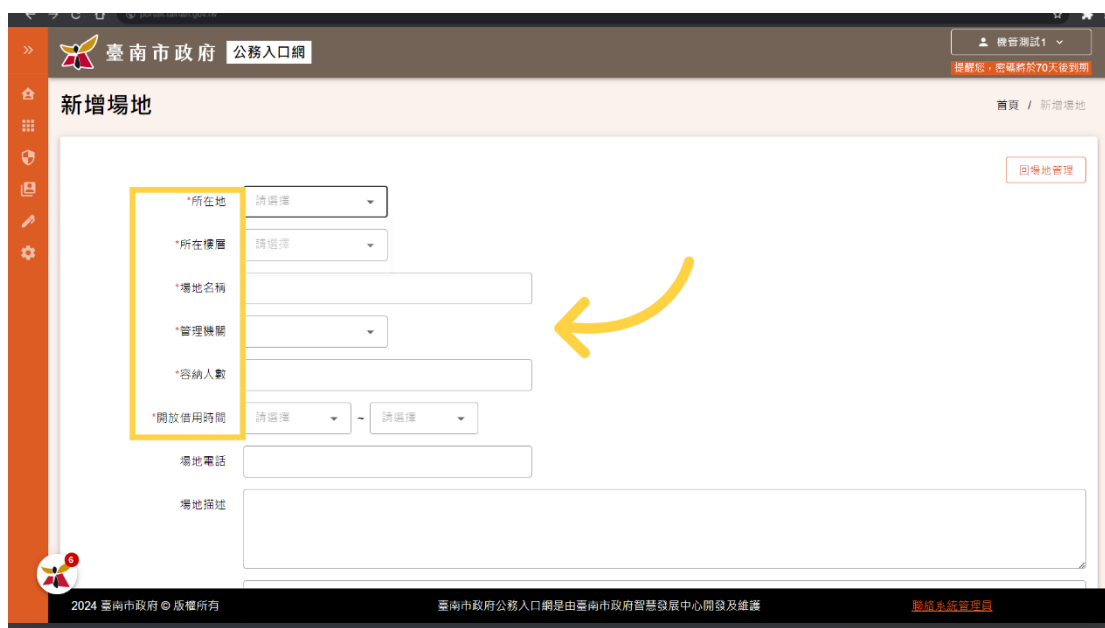 臺南市政府 公務入口網
機管測試1
提醒您,密碼將於70天後到期
新增場地
首頁 / 新增場地
回場地管理
*所在地 請選擇
*所在樓層 請選擇
*場地名稱
*管理機關
*容納人數
*開放借用時間 請選擇 ~ 請選擇
場地電話
場地描述
6
2024 臺南市政府 © 版權所有
臺南市政府公務入口網是由臺南市政府智慧發展中心開發及維護
聯絡系統管理員